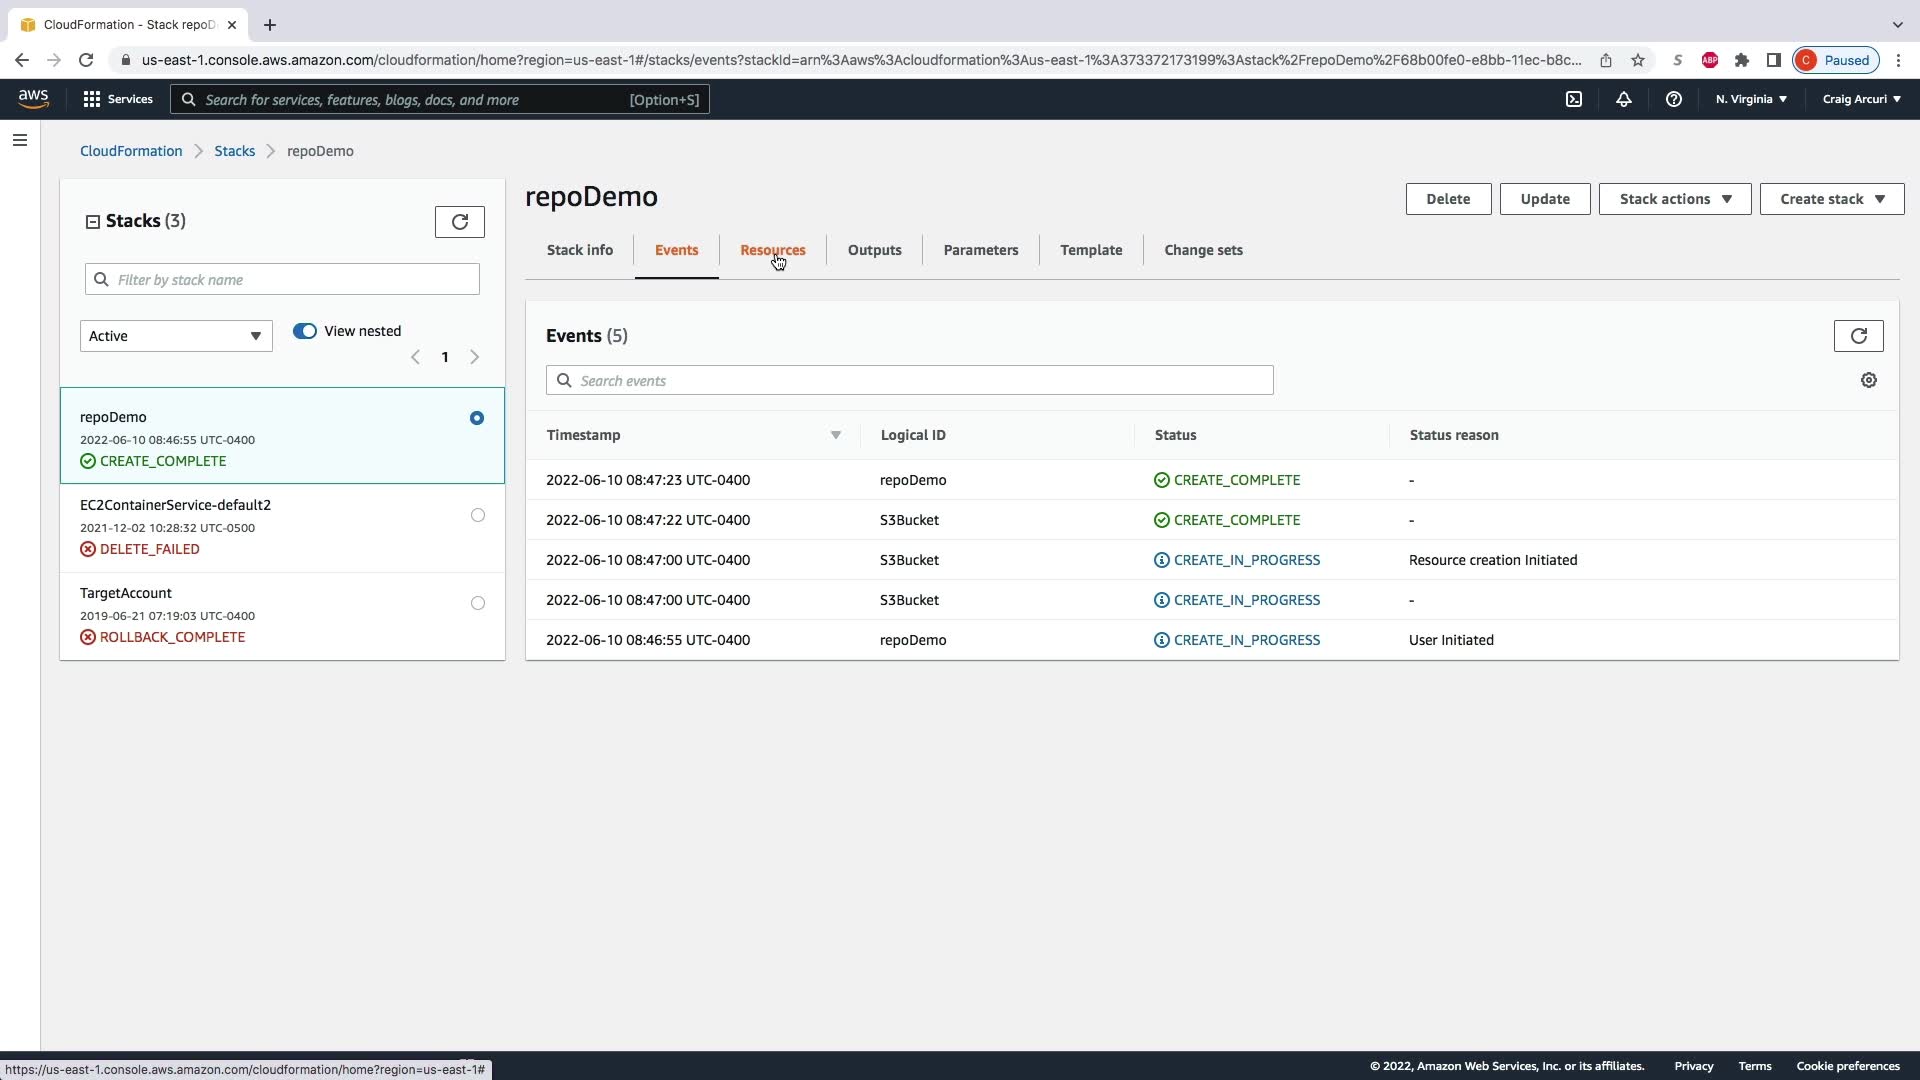 CloudFormation - Stack repoD
us-east-1.console.aws.amazon.com/cloudformation/home?region=us-east-1#/stacks/events?stackId=arn%3Aaws%3Acloudformation%3Aus-east-1%3A373372173199%3Astack%2FrepoDemo%2F68b00fe0-e8bb-11ec-b8c...
S
ABP
C Paused
aws
Services
Search for services, features, blogs, docs, and more [Option+S]
N. Virginia
Craig Arcuri
CloudFormation
Stacks
repoDemo
Stacks (3)
Filter by stack name
Active
View nested
1
repoDemo
2022-06-10 08:46:55 UTC-0400
CREATE_COMPLETE
EC2ContainerService-default2
2021-12-02 10:28:32 UTC-0500
DELETE_FAILED
TargetAccount
2019-06-21 07:19:03 UTC-0400
ROLLBACK_COMPLETE
repoDemo
Delete
Update
Stack actions
Create stack
Stack info
Events
Resources
Outputs
Parameters
Template
Change sets
Events (5)
Search events
Timestamp Logical ID Status Status reason
2022-06-10 08:47:23 UTC-0400 repoDemo CREATE_COMPLETE -
2022-06-10 08:47:22 UTC-0400 S3Bucket CREATE_COMPLETE -
2022-06-10 08:47:00 UTC-0400 S3Bucket CREATE_IN_PROGRESS Resource creation Initiated
2022-06-10 08:47:00 UTC-0400 S3Bucket CREATE_IN_PROGRESS -
2022-06-10 08:46:55 UTC-0400 repoDemo CREATE_IN_PROGRESS User Initiated
https://us-east-1.console.aws.amazon.com/cloudformation/home?region=us-east-1#
© 2022, Amazon Web Services, Inc. or its affiliates.
Privacy
Terms
Cookie preferences